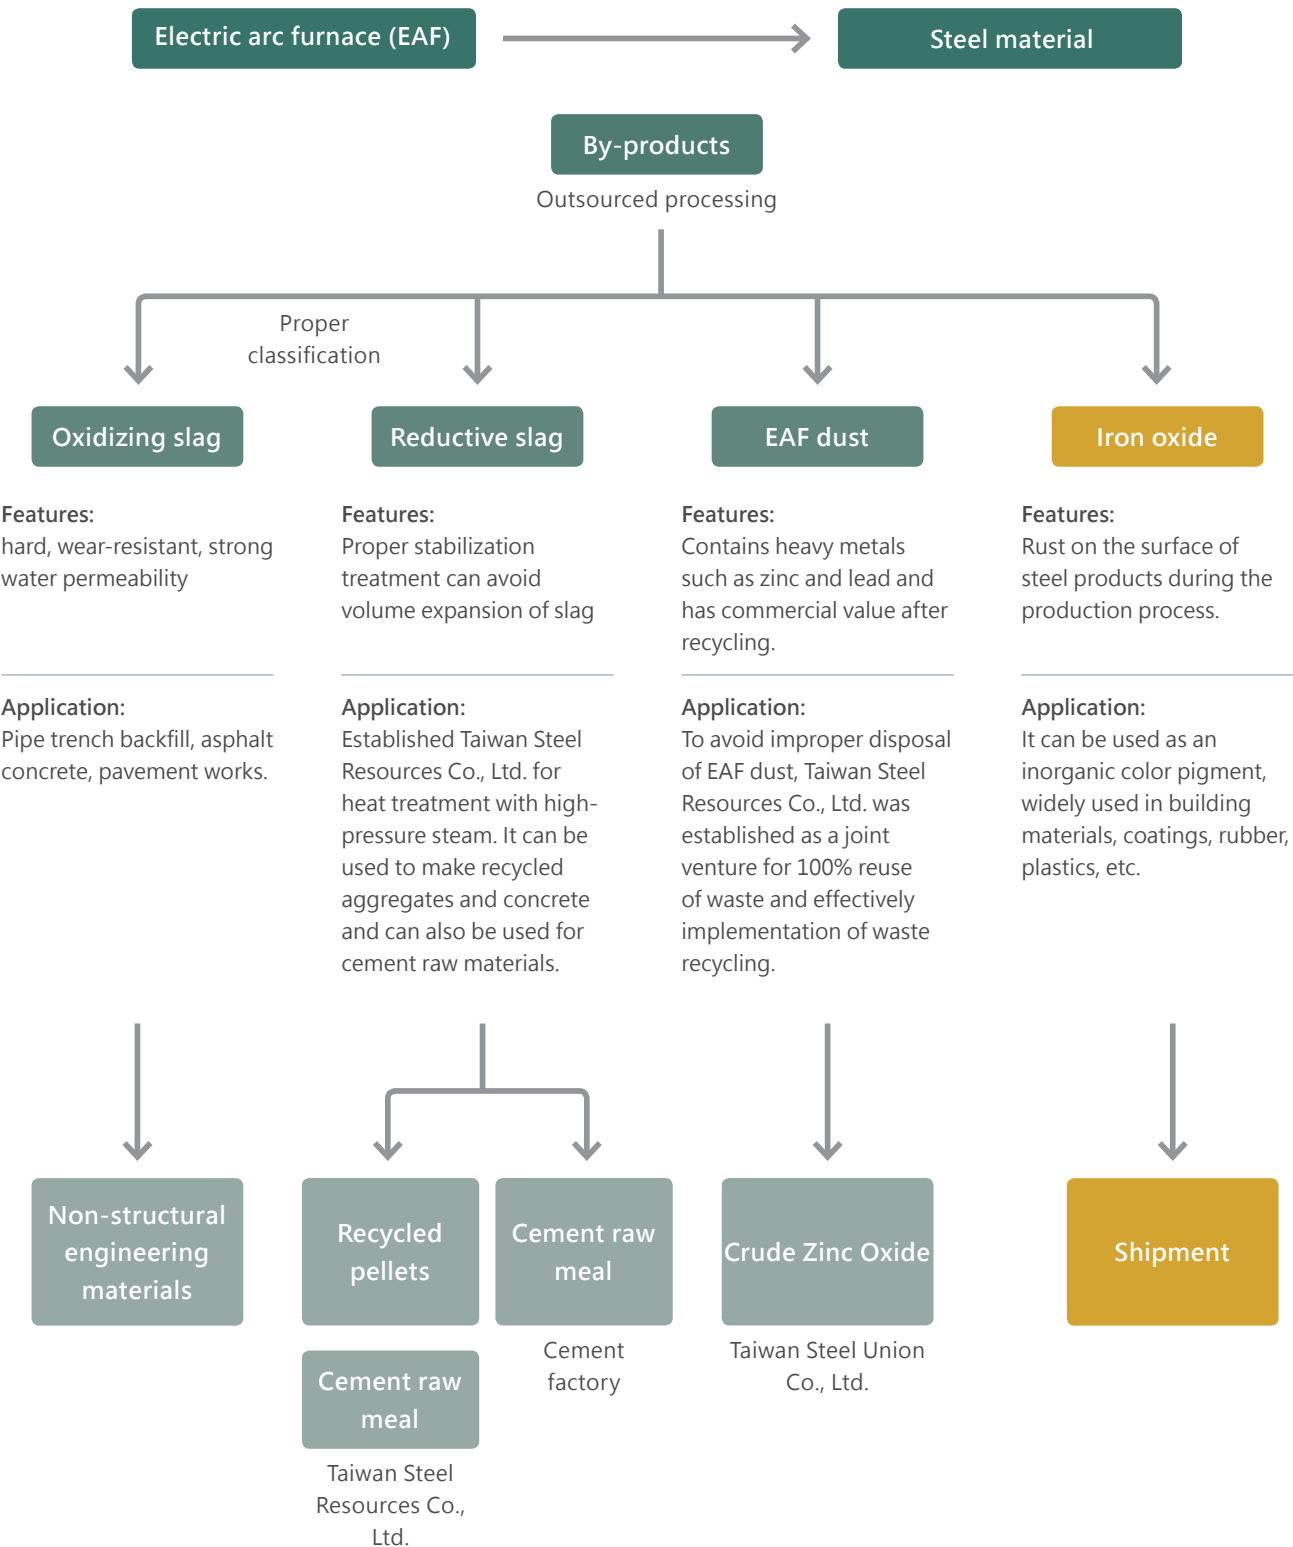 Electric arc furnace (EAF)
Steel material
By-products
Outsourced processing
Proper
classification
Oxidizing slag
Features:
hard, wear-resistant, strong
water permeability
Application:
Pipe trench backfill, asphalt
concrete, pavement works.
Reductive slag
Features:
Proper stabilization
treatment can avoid
volume expansion of slag
Application:
Established Taiwan Steel
Resources Co., Ltd. for
heat treatment with high-
pressure steam. It can be
used to make recycled
aggregates and concrete
and can also be used for
cement raw materials.
EAF dust
Features:
Contains heavy metals
such as zinc and lead and
has commercial value after
recycling.
Application:
To avoid improper disposal
of EAF dust, Taiwan Steel
Resources Co., Ltd. was
established as a joint
venture for 100% reuse
of waste and effectively
implementation of waste
recycling.
Iron oxide
Features:
Rust on the surface of
steel products during the
production process.
Application:
It can be used as an
inorganic color pigment,
widely used in building
materials, coatings, rubber,
plastics, etc.
Non-structural
engineering
materials
Recycled
pellets
Cement raw
meal
Taiwan Steel
Resources Co.,
Ltd.
Cement raw
meal
Cement
factory
Crude Zinc Oxide
Taiwan Steel Union
Co., Ltd.
Shipment